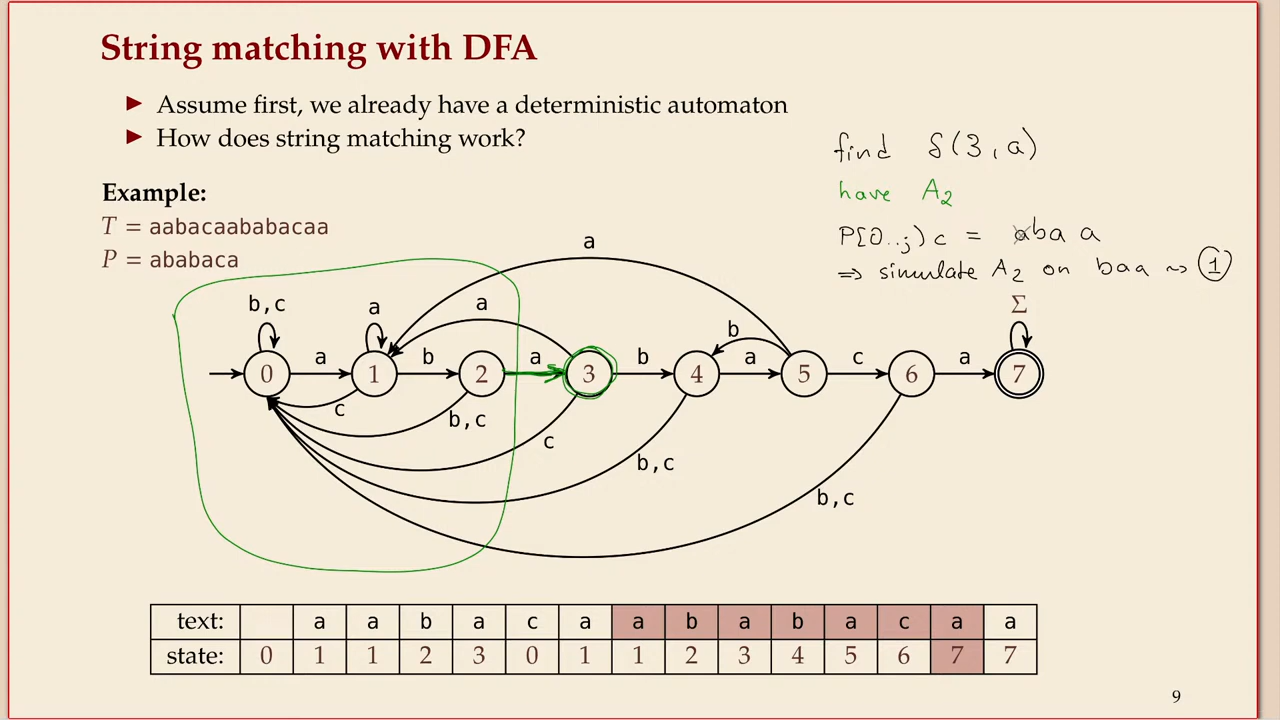 String matching with DFA
▶ Assume first, we already have a deterministic automaton
▶ How does string matching work?
find δ(3, a)
have A₂
P[0..j) c = abaa
⇒ simulate A₂ on baa ⇝ 1
Example:
T = aabacaababacaa
P = ababaca
a
b,c
a
a
b
Σ
0
a
1
b
2
a
3
b
4
a
5
c
6
a
7
c
b,c
c
b,c
b,c
text: a a b a c a a b a b a c a a
state: 0 1 1 2 3 0 1 1 2 3 4 5 6 7 7
9